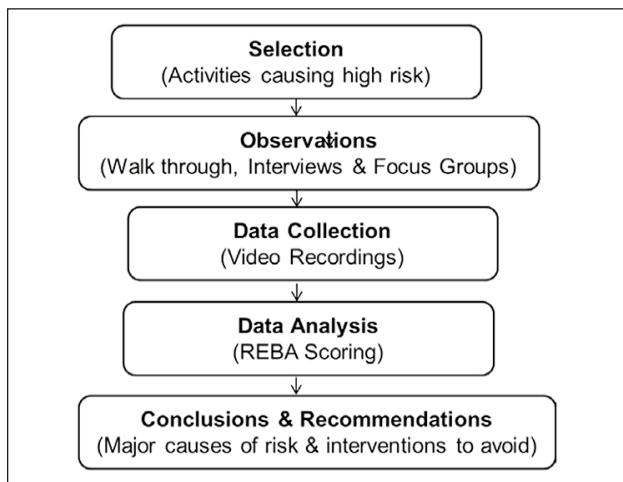 Selection
(Activities causing high risk)
Observations
(Walk through, Interviews & Focus Groups)
Data Collection
(Video Recordings)
Data Analysis
(REBA Scoring)
Conclusions & Recommendations
(Major causes of risk & interventions to avoid)